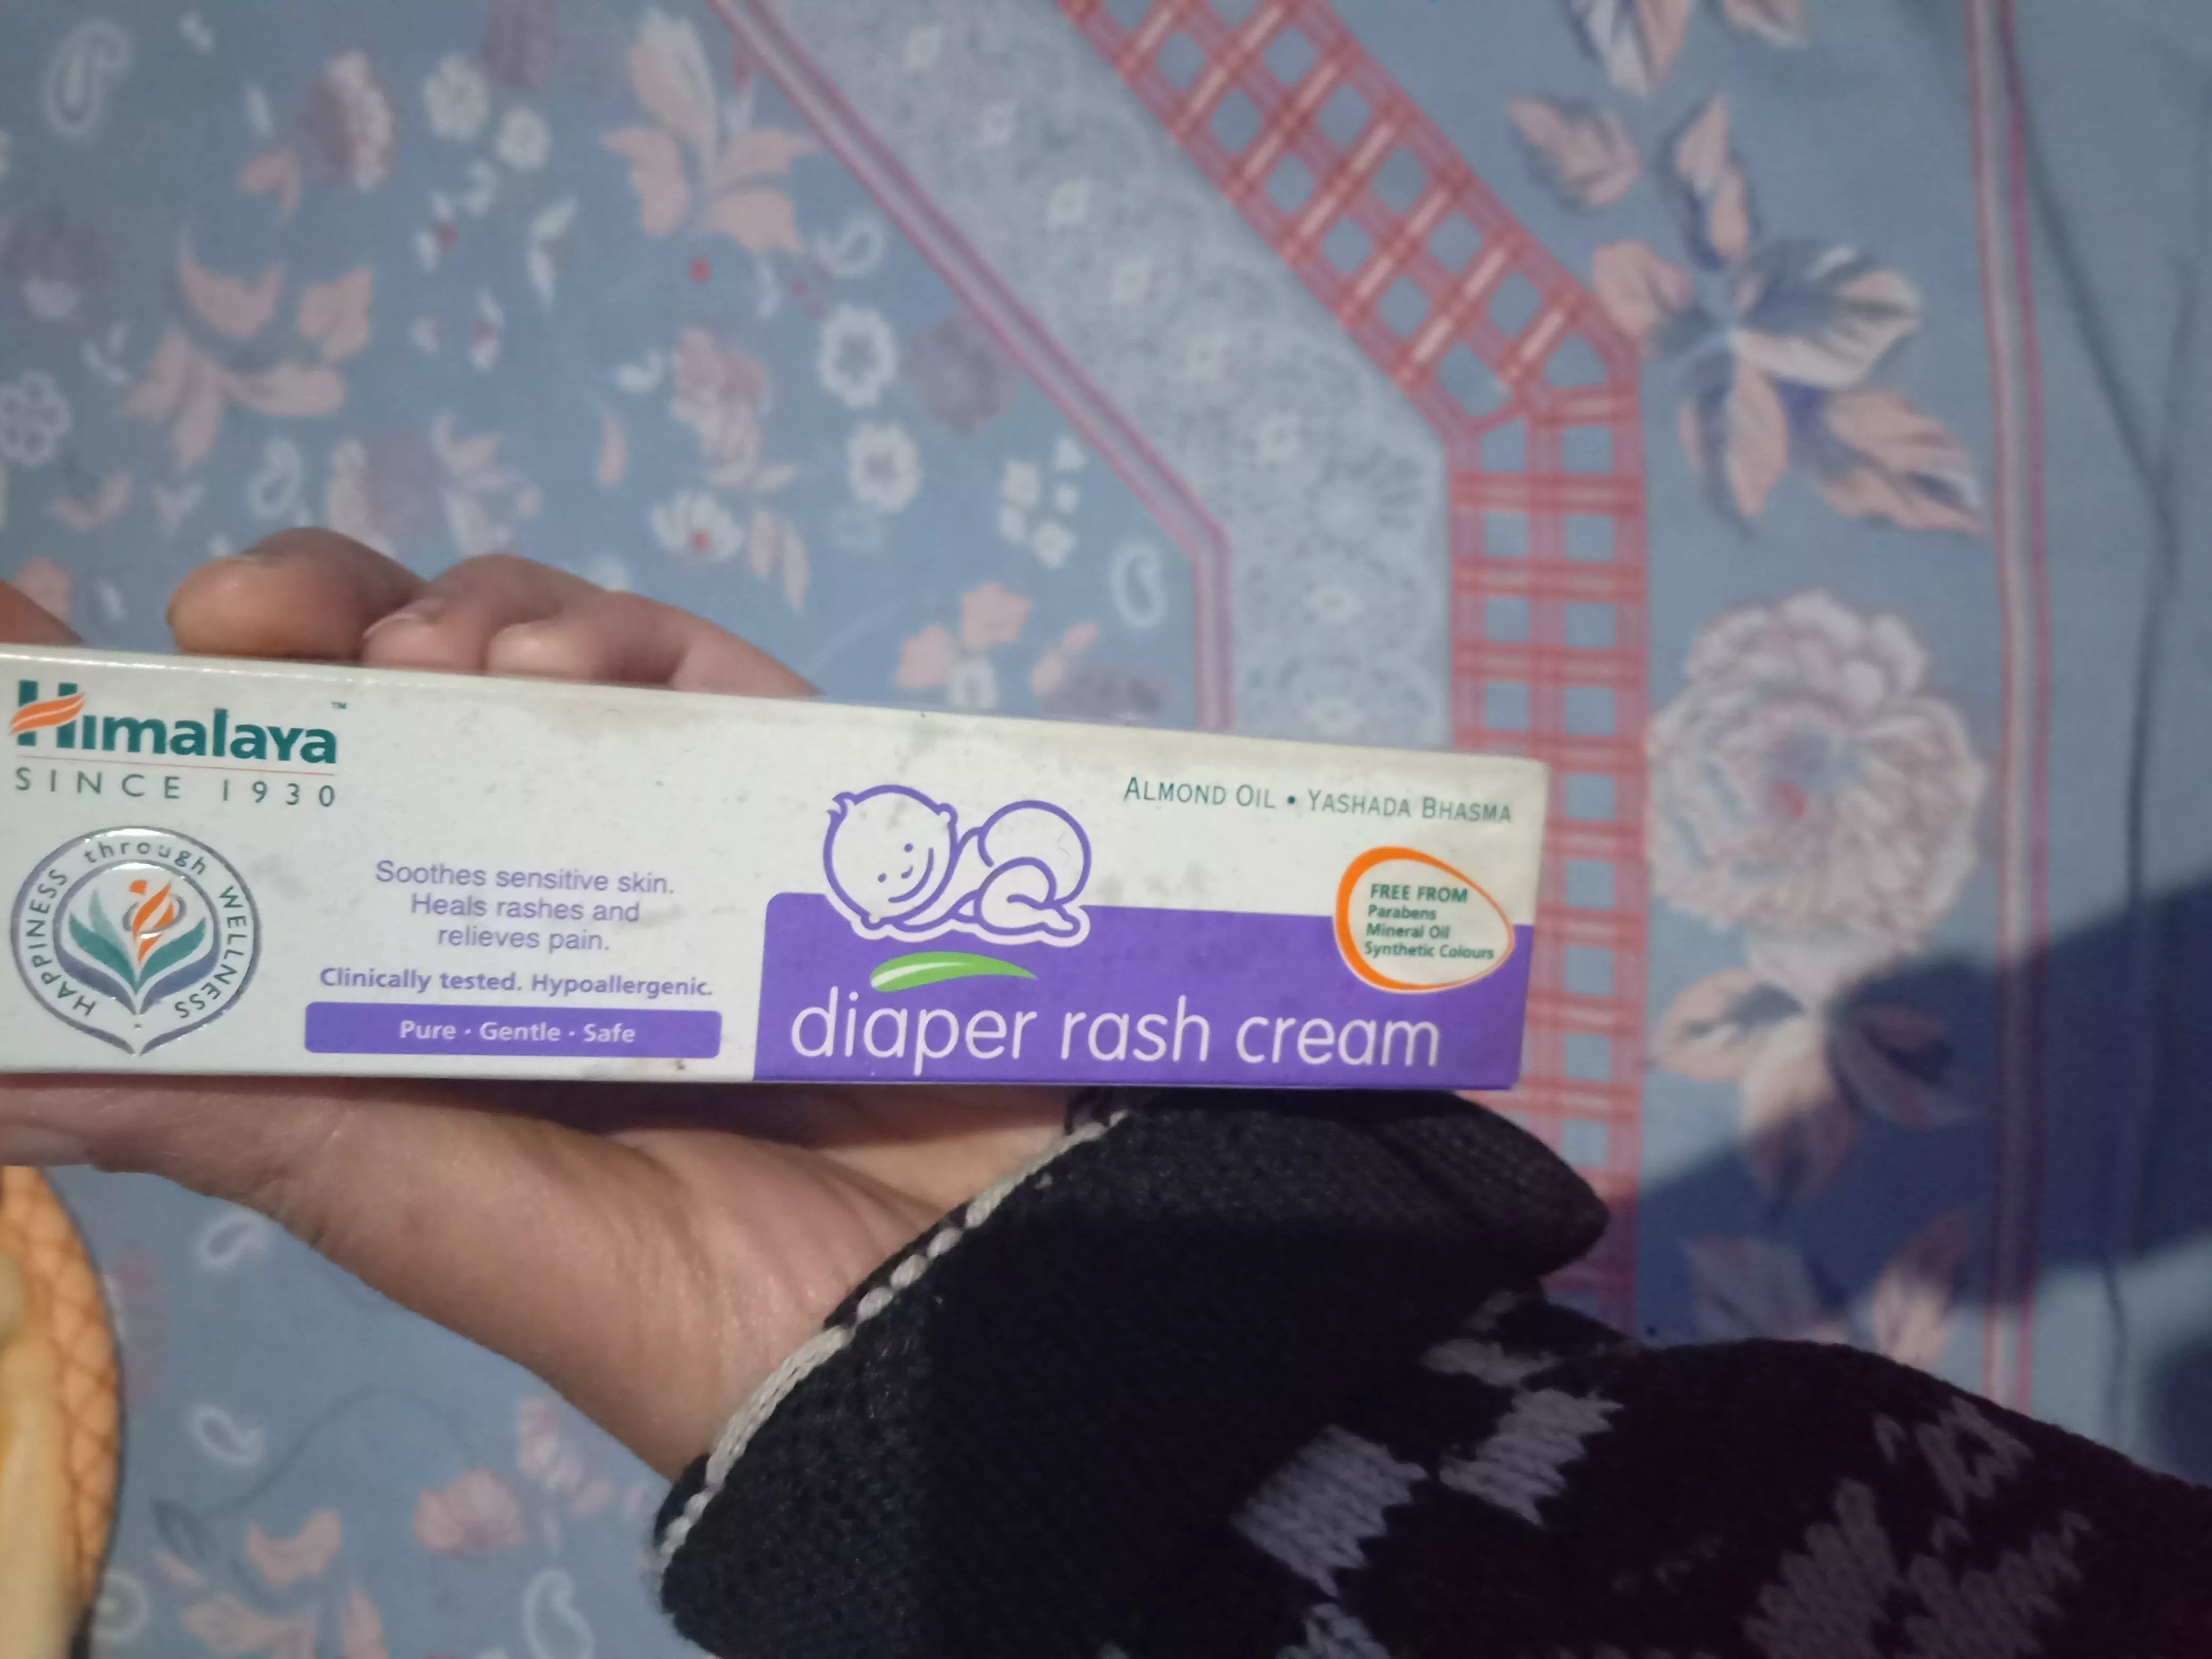 Himalaya™
SINCE 1930
HAPPINESS through WELLNESS
Soothes sensitive skin.
Heals rashes and
relieves pain.
Clinically tested. Hypoallergenic.
Pure · Gentle · Safe
ALMOND OIL • YASHADA BHASMA
FREE FROM
Parabens
Mineral Oil
Synthetic Colours
diaper rash cream